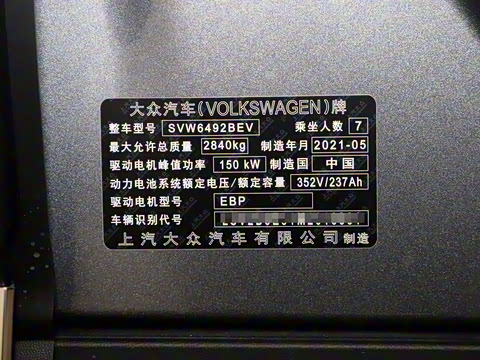 大众汽车(VOLKSWAGEN)牌
整车型号 SVW6492BEV 乘坐人数 7
最大允许总质量 2840kg 制造年月 2021-05
驱动电机峰值功率 150 kW 制造国 中国
动力电池系统额定电压/额定容量 352V/237Ah
驱动电机型号 EBP
车辆识别代号
上汽大众汽车有限公司 制造